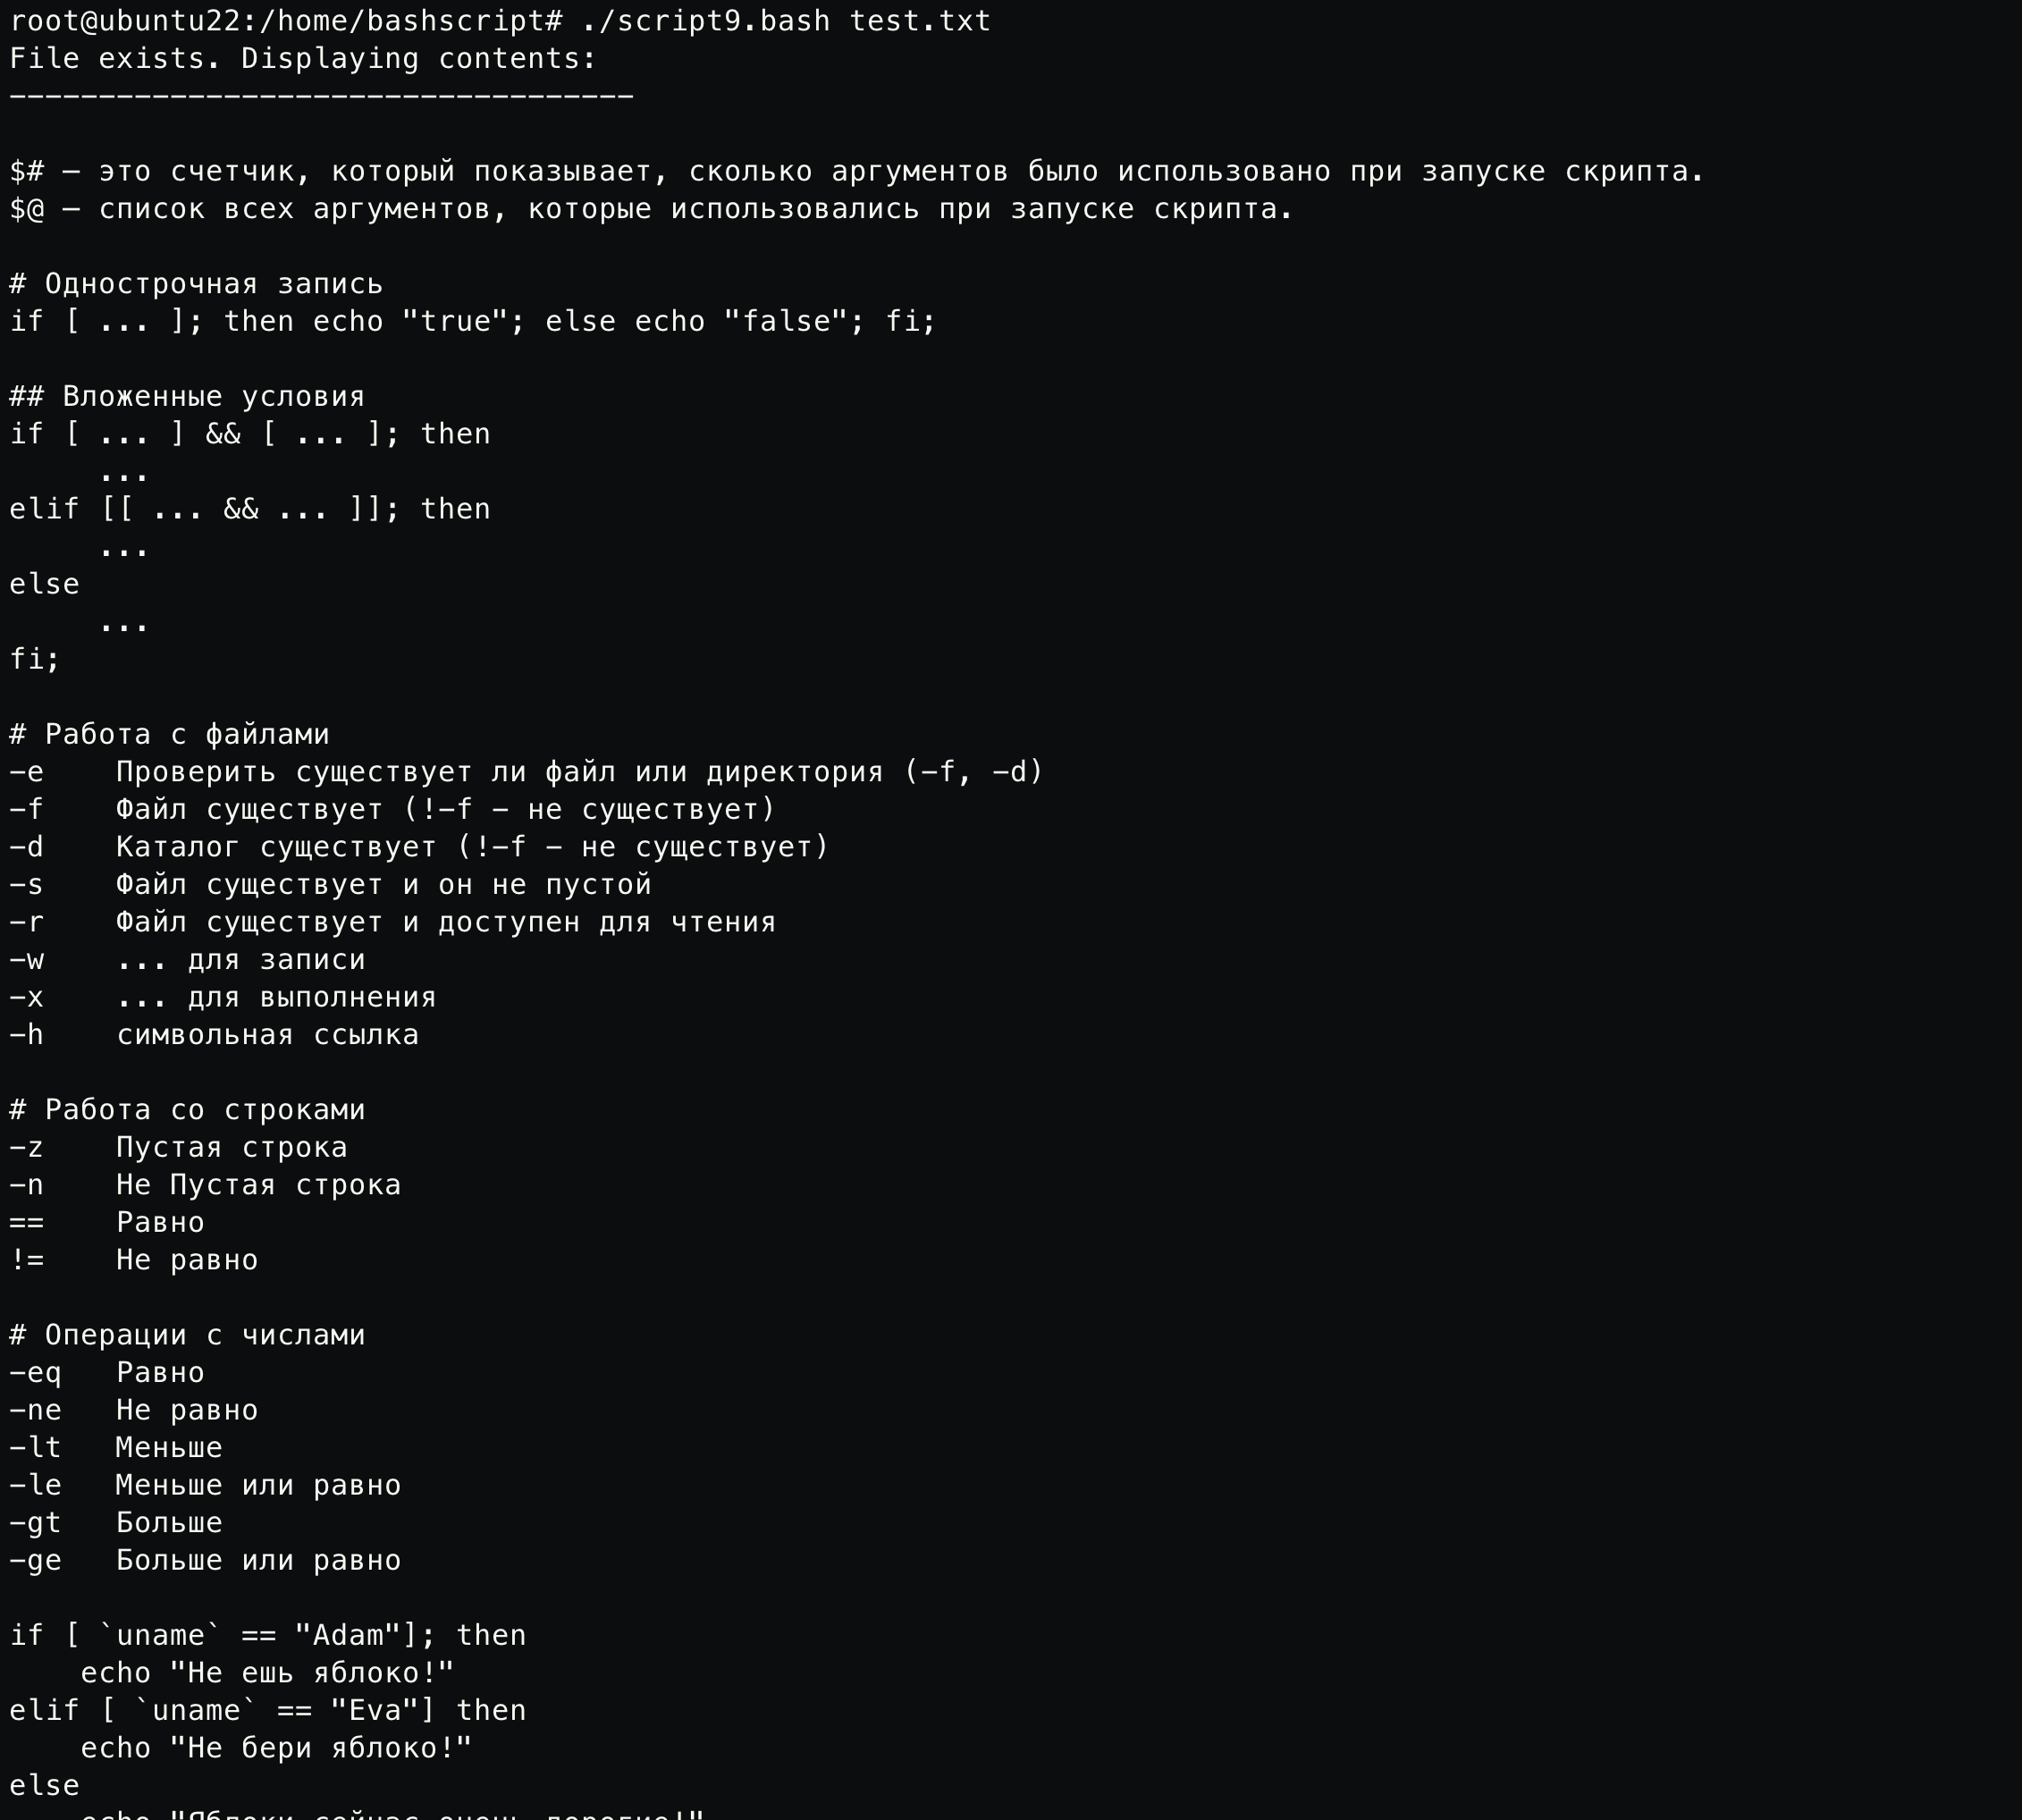 root@ubuntu22:/home/bashscript# ./script9.bash test.txt
File exists. Displaying contents:
-----------------------------------
$# — это счетчик, который показывает, сколько аргументов было использовано при запуске скрипта.
$@ — список всех аргументов, которые использовались при запуске скрипта.
# Однострочная запись
if [ ... ]; then echo "true"; else echo "false"; fi;
## Вложенные условия
if [ ... ] && [ ... ]; then
     ...
elif [[ ... && ... ]]; then
     ...
else
     ...
fi;
# Работа с файлами
-e    Проверить существует ли файл или директория (-f, -d)
-f    Файл существует (!-f - не существует)
-d    Каталог существует (!-f - не существует)
-s    Файл существует и он не пустой
-r    Файл существует и доступен для чтения
-w    ... для записи
-x    ... для выполнения
-h    символьная ссылка
# Работа со строками
-z    Пустая строка
-n    Не Пустая строка
==    Равно
!=    Не равно
# Операции с числами
-eq   Равно
-ne   Не равно
-lt   Меньше
-le   Меньше или равно
-gt   Больше
-ge   Больше или равно
if [ `uname` == "Adam"]; then
    echo "Не ешь яблоко!"
elif [ `uname` == "Eva"] then
    echo "Не бери яблоко!"
else
    echo "Яблоки сейчас очень дорогие!"